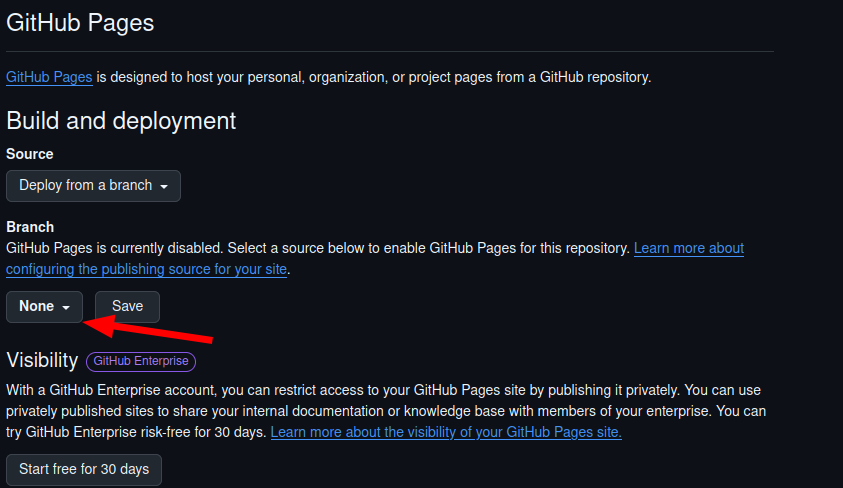 GitHub Pages
GitHub Pages is designed to host your personal, organization, or project pages from a GitHub repository.
Build and deployment
Source
Deploy from a branch
Branch
GitHub Pages is currently disabled. Select a source below to enable GitHub Pages for this repository. Learn more about
configuring the publishing source for your site.
None
Save
Visibility GitHub Enterprise
With a GitHub Enterprise account, you can restrict access to your GitHub Pages site by publishing it privately. You can use
privately published sites to share your internal documentation or knowledge base with members of your enterprise. You can
try GitHub Enterprise risk-free for 30 days. Learn more about the visibility of your GitHub Pages site.
Start free for 30 days